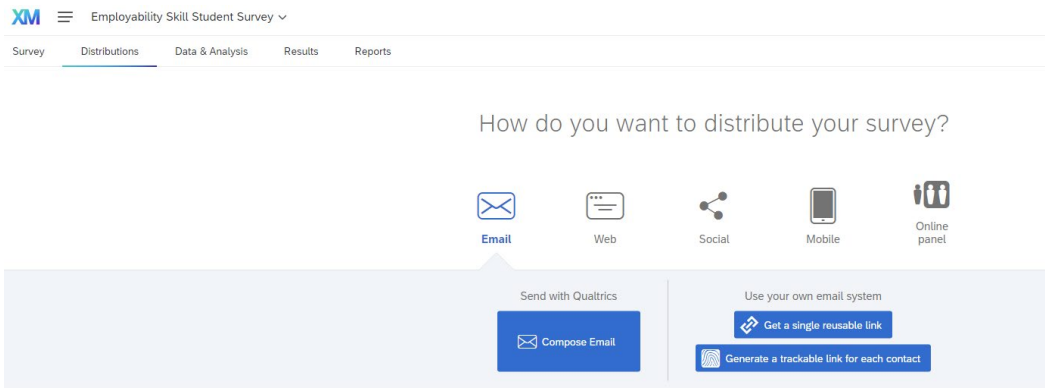 XM Employability Skill Student Survey
Survey Distributions Data & Analysis Results Reports
How do you want to distribute your survey?
Email Web Social Mobile Online panel
Send with Qualtrics
Compose Email
Use your own email system
Get a single reusable link
Generate a trackable link for each contact